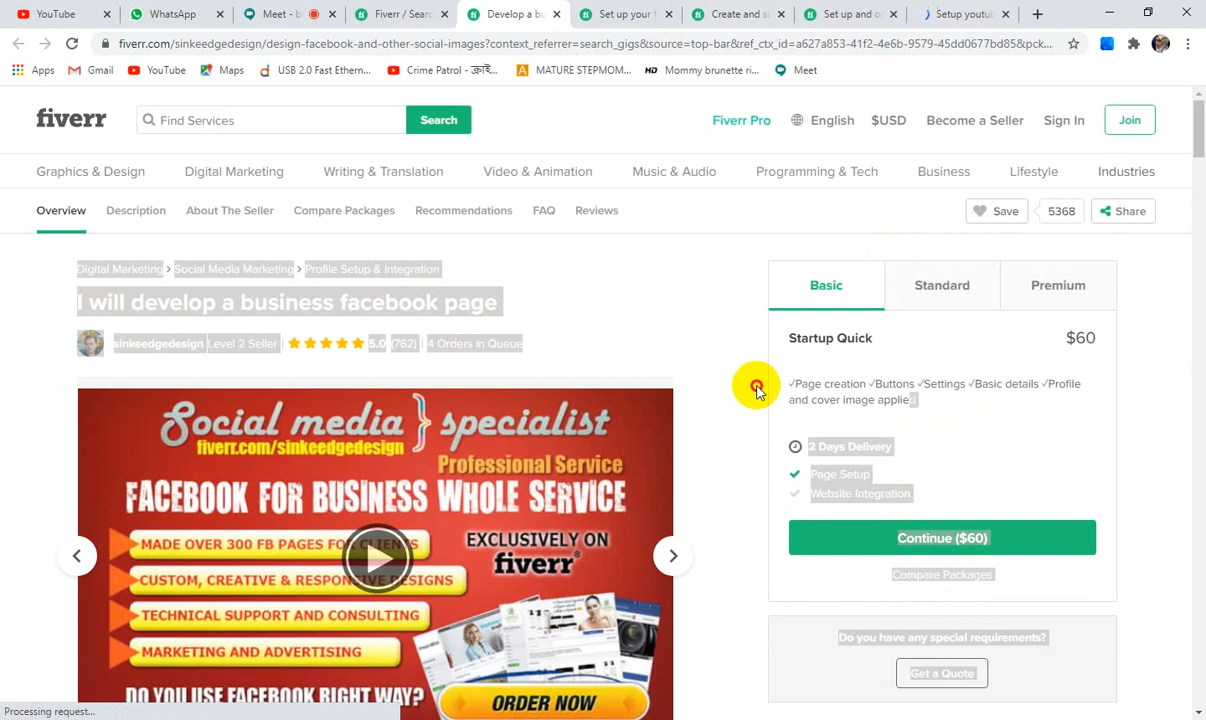 YouTube
WhatsApp
Meet - b
Fiverr / Sear
Develop a bu
Set up your f
Create and se
Set up and op
Setup youtub
fiverr.com/sinkeedgedesign/design-facebook-and-other-social-images?context_referrer=search_gigs&source=top-bar&ref_ctx_id=a627a853-41f2-4e6b-9579-45dd0677bd85&pck...
Apps
Gmail
YouTube
Maps
USB 2.0 Fast Ethern...
Crime Patrol - ক্রাই...
MATURE STEPMOM...
HD Mommy brunette ri...
Meet
fiverr
Find Services
Search
Fiverr Pro
English
$USD
Become a Seller
Sign In
Join
Graphics & Design
Digital Marketing
Writing & Translation
Video & Animation
Music & Audio
Programming & Tech
Business
Lifestyle
Industries
Overview
Description
About The Seller
Compare Packages
Recommendations
FAQ
Reviews
Save
5368
Share
Digital Marketing > Social Media Marketing > Profile Setup & Integration
I will develop a business facebook page
sinkeedgedesign Level 2 Seller | 5.0 (762) | 4 Orders in Queue
Social media } specialist
fiverr.com/sinkeedgedesign
Professional Service
FACEBOOK FOR BUSINESS WHOLE SERVICE
MADE OVER 300 FB PAGES FOR CLIENTS
CUSTOM, CREATIVE & RESPONSIVE DESIGNS
TECHNICAL SUPPORT AND CONSULTING
MARKETING AND ADVERTISING
EXCLUSIVELY ON
fiverr®
DO YOU USE FACEBOOK RIGHT WAY?
ORDER NOW
Basic
Standard
Premium
Startup Quick
$60
✓Page creation ✓Buttons ✓Settings ✓Basic details ✓Profile
and cover image applied
2 Days Delivery
Page Setup
Website Integration
Continue ($60)
Compare Packages
Do you have any special requirements?
Get a Quote
Processing request...